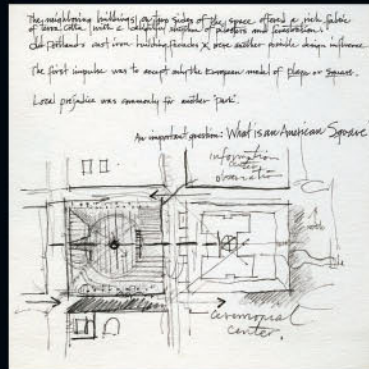 The neighboring buildings on two sides of the space offered a rich fabric
of terra cotta, with a delightful rhythm of pilasters and fenestration.
Old Portland's cast iron building facades were another possible design influence.
The first impulse was to accept only the European model of plaza or square.
Local prejudice was commonly for another "park".
An important question: What is an American Square?
information
observation
north
ceremonial
center.